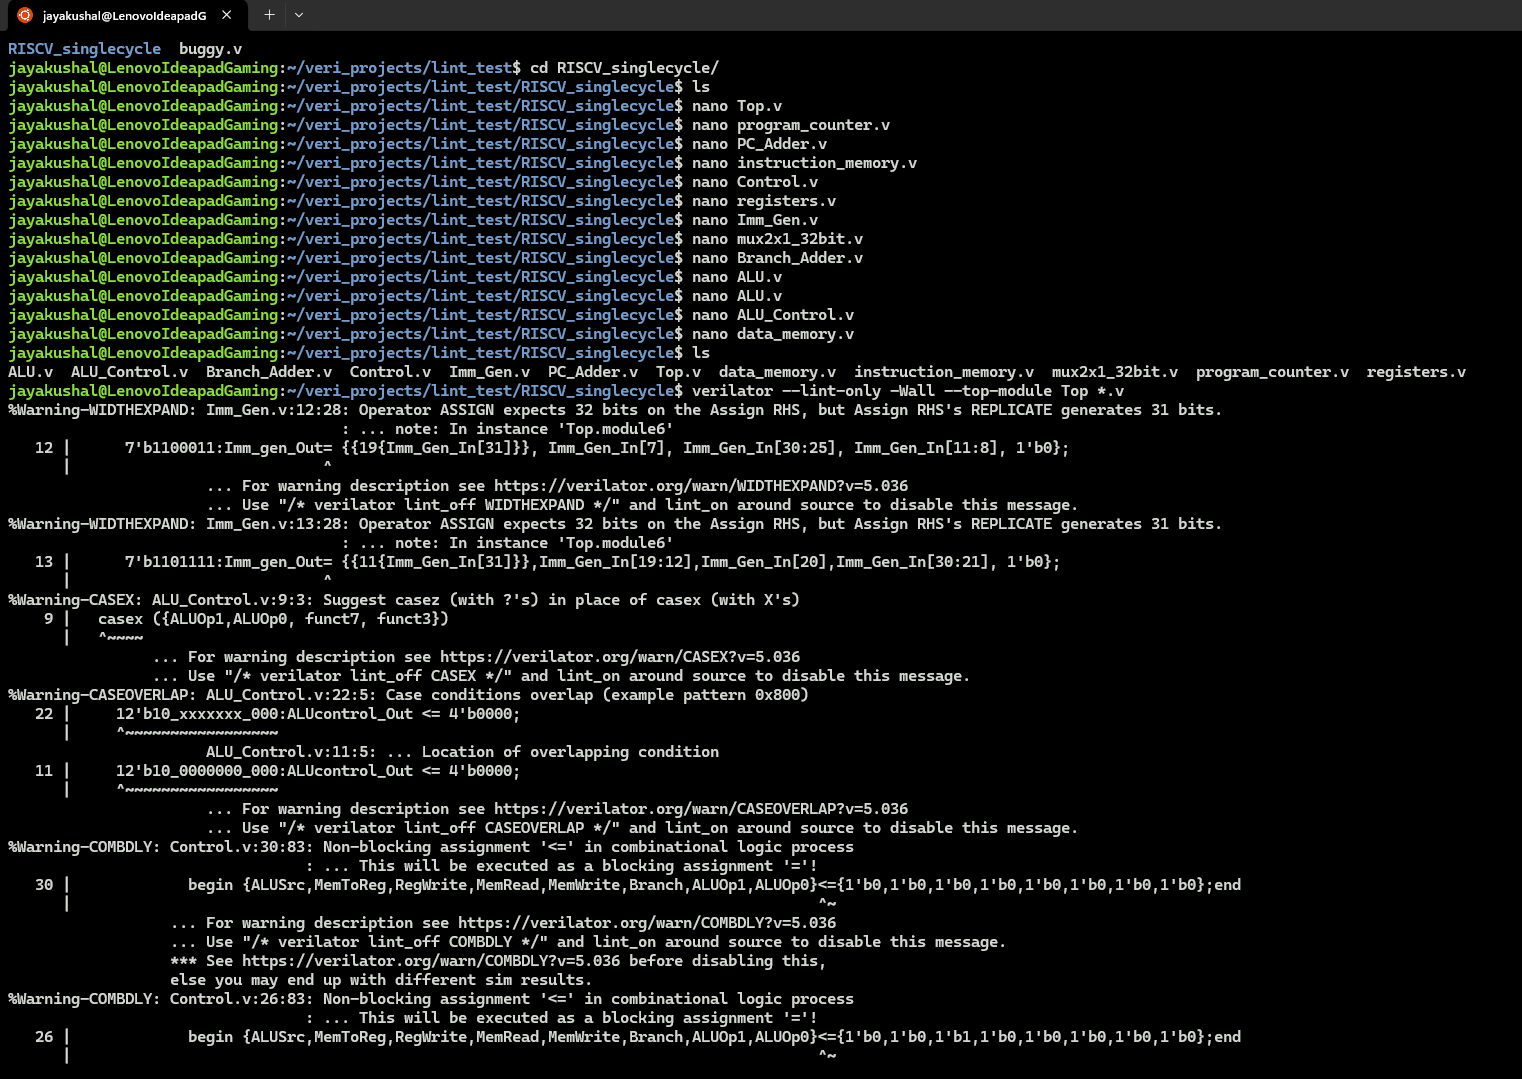 jayakushal@LenovoIdeapadG
RISCV_singlecycle  buggy.v
jayakushal@LenovoIdeapadGaming:~/veri_projects/lint_test$ cd RISCV_singlecycle/
jayakushal@LenovoIdeapadGaming:~/veri_projects/lint_test/RISCV_singlecycle$ ls
jayakushal@LenovoIdeapadGaming:~/veri_projects/lint_test/RISCV_singlecycle$ nano Top.v
jayakushal@LenovoIdeapadGaming:~/veri_projects/lint_test/RISCV_singlecycle$ nano program_counter.v
jayakushal@LenovoIdeapadGaming:~/veri_projects/lint_test/RISCV_singlecycle$ nano PC_Adder.v
jayakushal@LenovoIdeapadGaming:~/veri_projects/lint_test/RISCV_singlecycle$ nano instruction_memory.v
jayakushal@LenovoIdeapadGaming:~/veri_projects/lint_test/RISCV_singlecycle$ nano Control.v
jayakushal@LenovoIdeapadGaming:~/veri_projects/lint_test/RISCV_singlecycle$ nano registers.v
jayakushal@LenovoIdeapadGaming:~/veri_projects/lint_test/RISCV_singlecycle$ nano Imm_Gen.v
jayakushal@LenovoIdeapadGaming:~/veri_projects/lint_test/RISCV_singlecycle$ nano mux2x1_32bit.v
jayakushal@LenovoIdeapadGaming:~/veri_projects/lint_test/RISCV_singlecycle$ nano Branch_Adder.v
jayakushal@LenovoIdeapadGaming:~/veri_projects/lint_test/RISCV_singlecycle$ nano ALU.v
jayakushal@LenovoIdeapadGaming:~/veri_projects/lint_test/RISCV_singlecycle$ nano ALU.v
jayakushal@LenovoIdeapadGaming:~/veri_projects/lint_test/RISCV_singlecycle$ nano ALU_Control.v
jayakushal@LenovoIdeapadGaming:~/veri_projects/lint_test/RISCV_singlecycle$ nano data_memory.v
jayakushal@LenovoIdeapadGaming:~/veri_projects/lint_test/RISCV_singlecycle$ ls
ALU.v  ALU_Control.v  Branch_Adder.v  Control.v  Imm_Gen.v  PC_Adder.v  Top.v  data_memory.v  instruction_memory.v  mux2x1_32bit.v  program_counter.v  registers.v
jayakushal@LenovoIdeapadGaming:~/veri_projects/lint_test/RISCV_singlecycle$ verilator --lint-only -Wall --top-module Top *.v
%Warning-WIDTHEXPAND: Imm_Gen.v:12:28: Operator ASSIGN expects 32 bits on the Assign RHS, but Assign RHS's REPLICATE generates 31 bits.
: ... note: In instance 'Top.module6'
12 |      7'b1100011:Imm_gen_Out= {{19{Imm_Gen_In[31]}}, Imm_Gen_In[7], Imm_Gen_In[30:25], Imm_Gen_In[11:8], 1'b0};
|                            ^
... For warning description see https://verilator.org/warn/WIDTHEXPAND?v=5.036
... Use "/* verilator lint_off WIDTHEXPAND */" and lint_on around source to disable this message.
%Warning-WIDTHEXPAND: Imm_Gen.v:13:28: Operator ASSIGN expects 32 bits on the Assign RHS, but Assign RHS's REPLICATE generates 31 bits.
: ... note: In instance 'Top.module6'
13 |      7'b1101111:Imm_gen_Out= {{11{Imm_Gen_In[31]}},Imm_Gen_In[19:12],Imm_Gen_In[20],Imm_Gen_In[30:21], 1'b0};
|                            ^
%Warning-CASEX: ALU_Control.v:9:3: Suggest casez (with ?'s) in place of casex (with X's)
9 |   casex ({ALUOp1,ALUOp0, funct7, funct3})
|   ^~~~~
... For warning description see https://verilator.org/warn/CASEX?v=5.036
... Use "/* verilator lint_off CASEX */" and lint_on around source to disable this message.
%Warning-CASEOVERLAP: ALU_Control.v:22:5: Case conditions overlap (example pattern 0x800)
22 |     12'b10_xxxxxxx_000:ALUcontrol_Out <= 4'b0000;
|     ^~~~~~~~~~~~~~~~~~
ALU_Control.v:11:5: ... Location of overlapping condition
11 |     12'b10_0000000_000:ALUcontrol_Out <= 4'b0000;
|     ^~~~~~~~~~~~~~~~~~
... For warning description see https://verilator.org/warn/CASEOVERLAP?v=5.036
... Use "/* verilator lint_off CASEOVERLAP */" and lint_on around source to disable this message.
%Warning-COMBDLY: Control.v:30:83: Non-blocking assignment '<=' in combinational logic process
: ... This will be executed as a blocking assignment '='!
30 |             begin {ALUSrc,MemToReg,RegWrite,MemRead,MemWrite,Branch,ALUOp1,ALUOp0}<={1'b0,1'b0,1'b0,1'b0,1'b0,1'b0,1'b0,1'b0};end
|                                                                                   ^~
... For warning description see https://verilator.org/warn/COMBDLY?v=5.036
... Use "/* verilator lint_off COMBDLY */" and lint_on around source to disable this message.
*** See https://verilator.org/warn/COMBDLY?v=5.036 before disabling this,
else you may end up with different sim results.
%Warning-COMBDLY: Control.v:26:83: Non-blocking assignment '<=' in combinational logic process
: ... This will be executed as a blocking assignment '='!
26 |             begin {ALUSrc,MemToReg,RegWrite,MemRead,MemWrite,Branch,ALUOp1,ALUOp0}<={1'b0,1'b0,1'b1,1'b0,1'b0,1'b0,1'b0,1'b0};end
|                                                                                   ^~